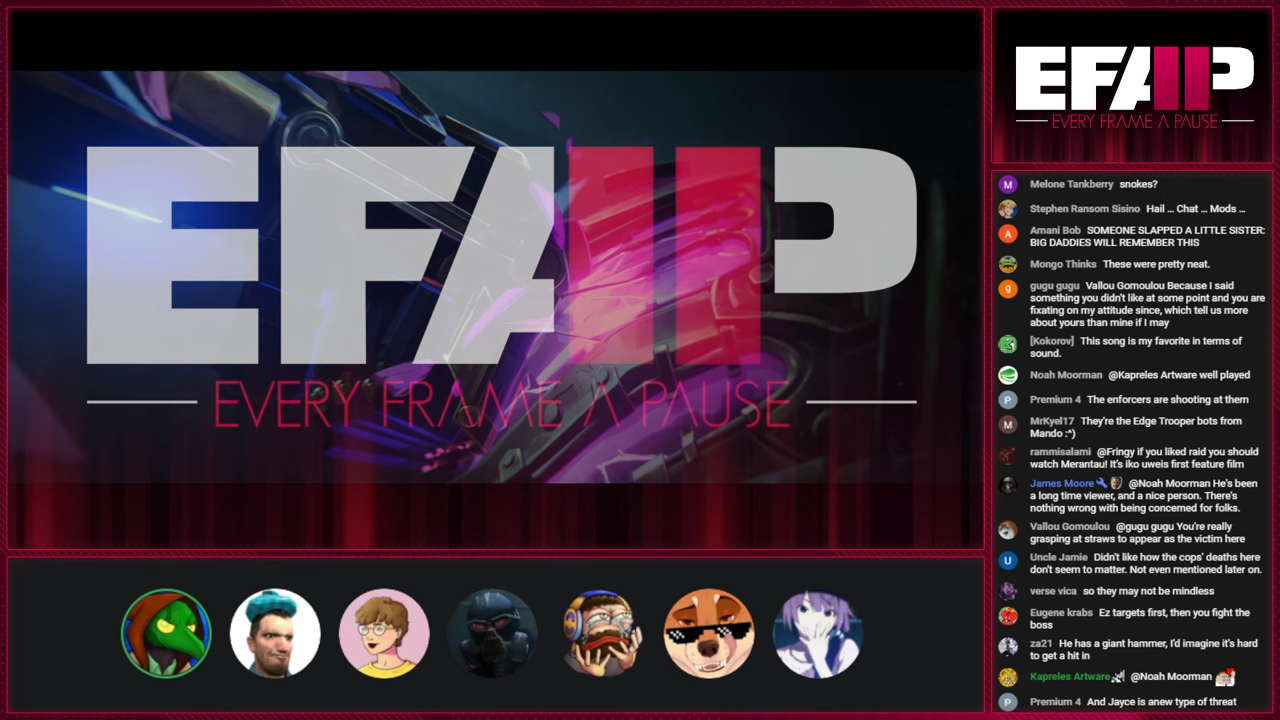 EFAP
EVERY FRAME A PAUSE
EFAP
EVERY FRAME A PAUSE
M Melone Tankberry snokes?
Stephen Ransom Sisino Hail ... Chat ... Mods ...
A Amani Bob SOMEONE SLAPPED A LITTLE SISTER:
BIG DADDIES WILL REMEMBER THIS
Mongo Thinks These were pretty neat.
g gugu gugu Vallou Gomoulou Because I said
something you didn't like at some point and you are
fixating on my attitude since, which tell us more
about yours than mine if I may
[Kokorov] This song is my favorite in terms of
sound.
Noah Moorman @Kapreles Artware well played
P Premium 4 The enforcers are shooting at them
M MrKyel17 They're the Edge Trooper bots from
Mando :^)
rammisalami @Fringy if you liked raid you should
watch Merantau! It's iko uweis first feature film
James Moore @Noah Moorman He's been
a long time viewer, and a nice person. There's
nothing wrong with being concerned for folks.
Vallou Gomoulou @gugu gugu You're really
grasping at straws to appear as the victim here
U Uncle Jamie Didn't like how the cops' deaths here
don't seem to matter. Not even mentioned later on.
verse vica so they may not be mindless
Eugene krabs Ez targets first, then you fight the
boss
za21 He has a giant hammer, I'd imagine it's hard
to get a hit in
Kapreles Artware @Noah Moorman
P Premium 4 And Jayce is anew type of threat